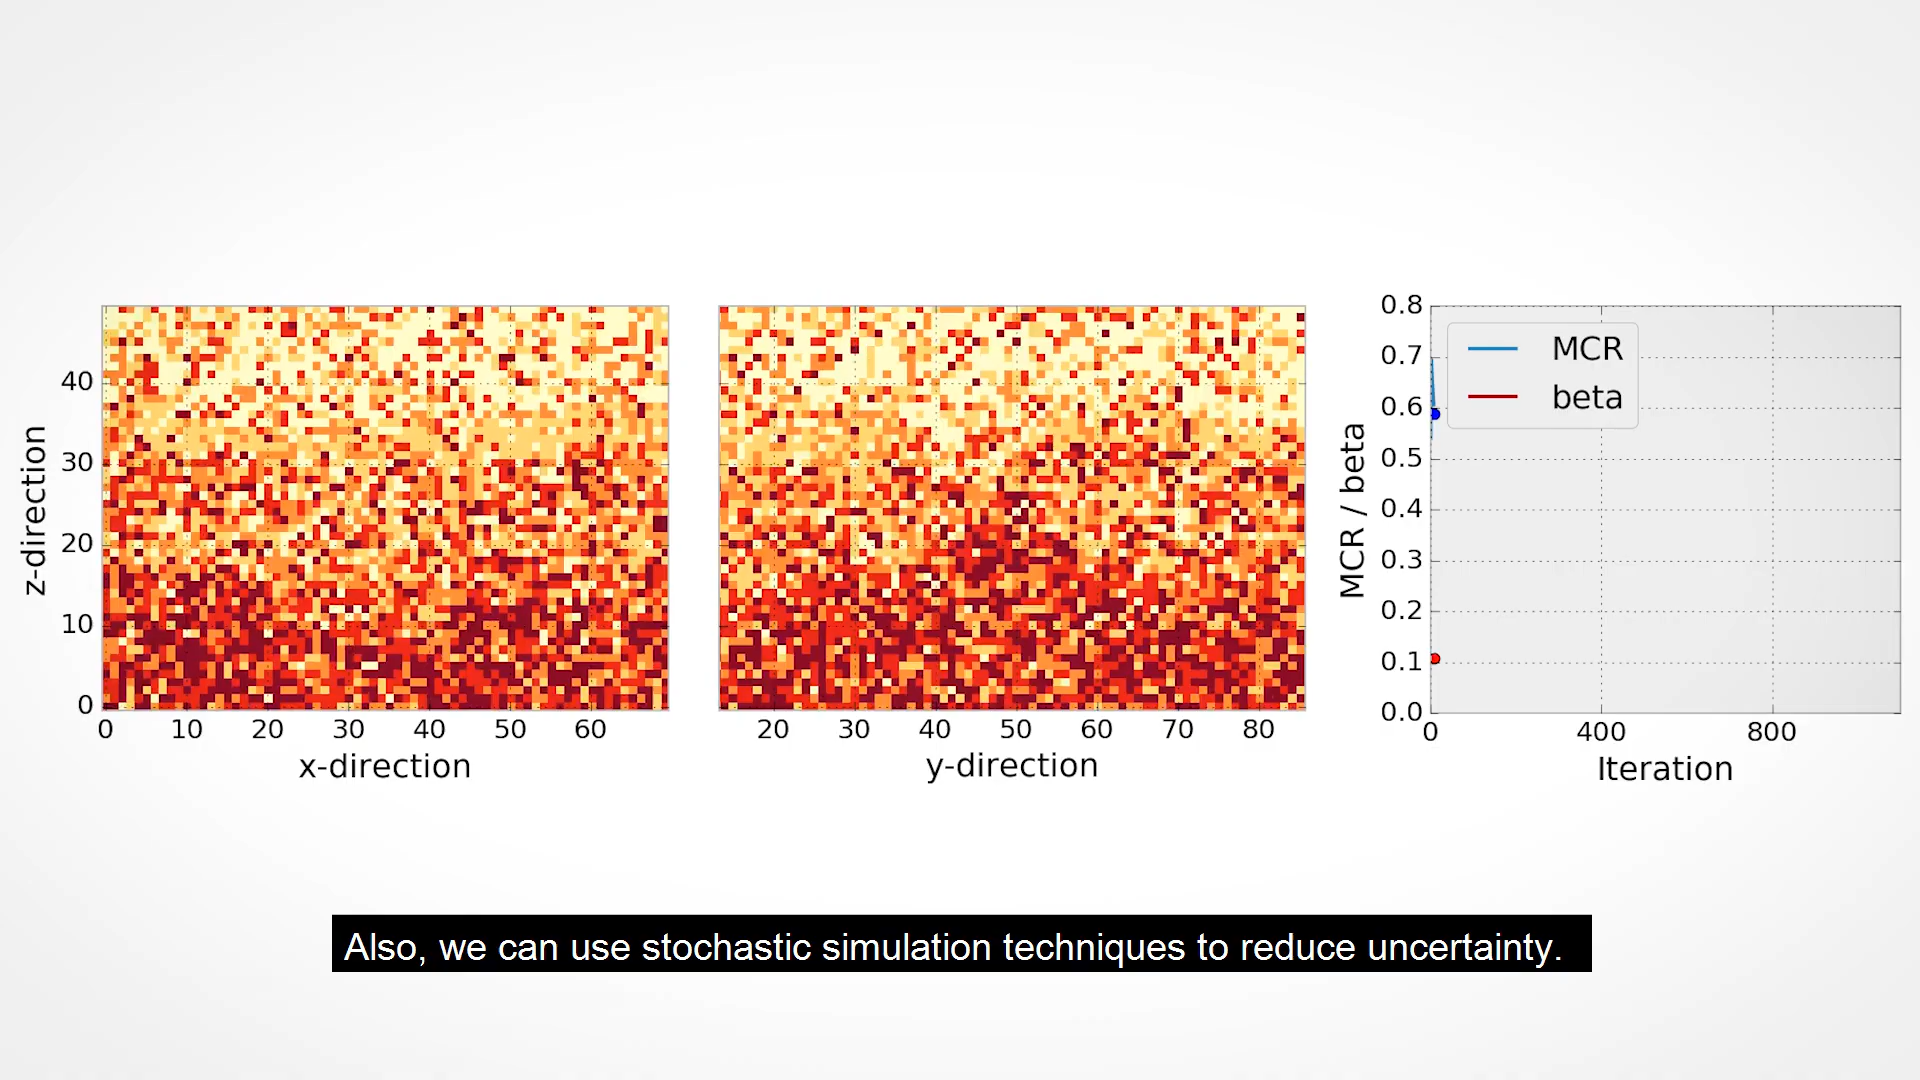 z-direction
40
30
20
10
0
0 10 20 30 40 50 60
x-direction
20 30 40 50 60 70 80
y-direction
MCR / beta
0.8
0.7
0.6
0.5
0.4
0.3
0.2
0.1
0.0
MCR
beta
0 400 800
Iteration
Also, we can use stochastic simulation techniques to reduce uncertainty.